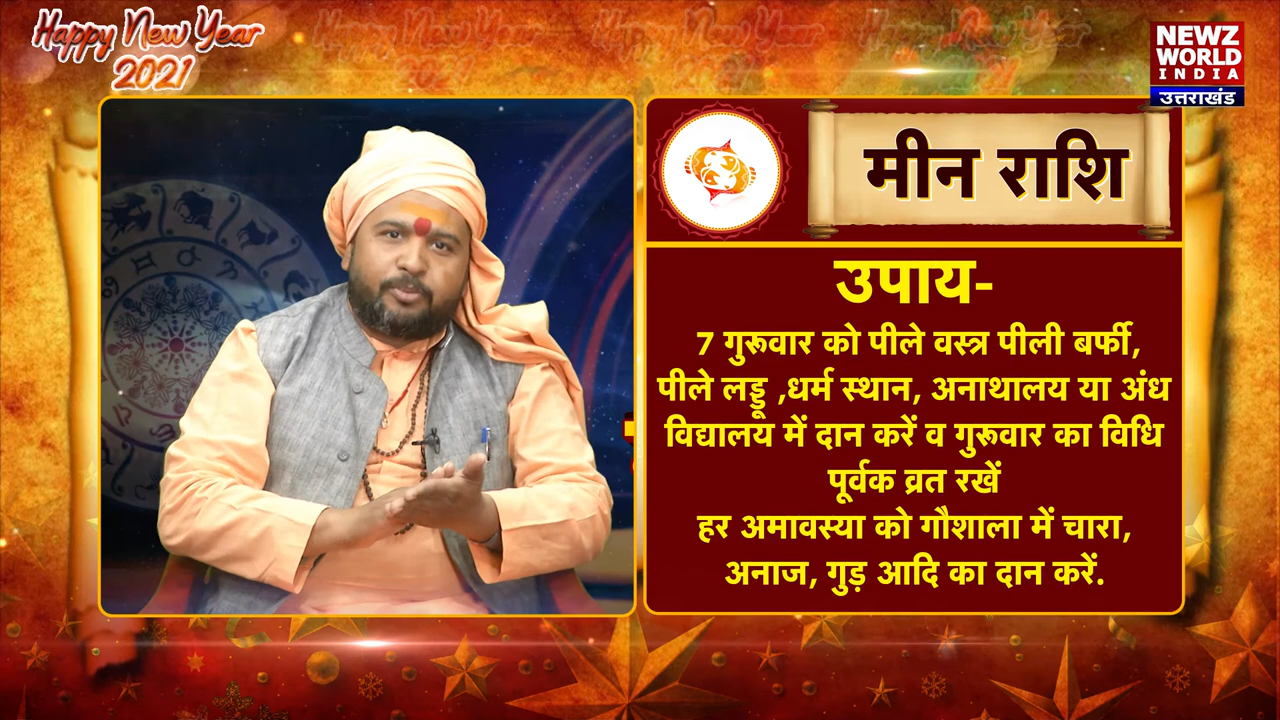 Happy New Year
2021
NEWZ
WORLD
INDIA
उत्तराखंड
मीन राशि
उपाय-
7 गुरूवार को पीले वस्त्र पीली बर्फी,
पीले लड्डू ,धर्म स्थान, अनाथालय या अंध
विद्यालय में दान करें व गुरूवार का विधि
पूर्वक व्रत रखें
हर अमावस्या को गौशाला में चारा,
अनाज, गुड़ आदि का दान करें.